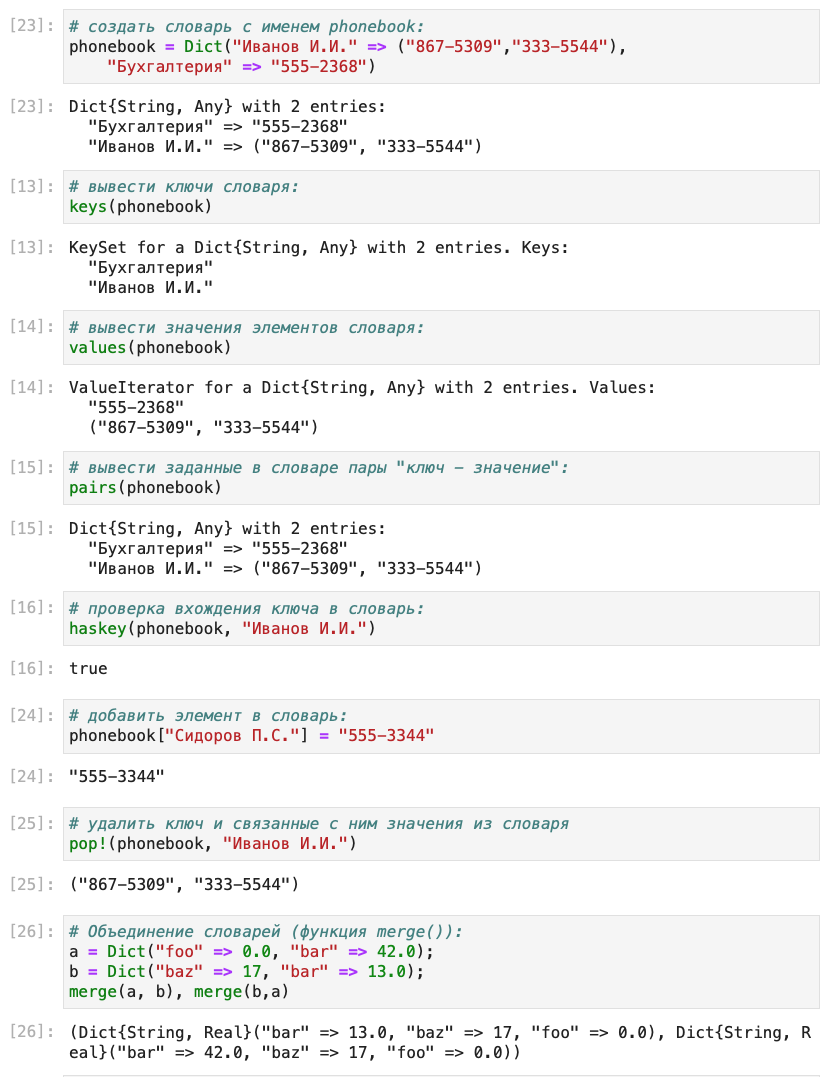 [23]: # создать словарь с именем phonebook:
phonebook = Dict("Иванов И.И." => ("867-5309","333-5544"),
    "Бухгалтерия" => "555-2368")
[23]: Dict{String, Any} with 2 entries:
  "Бухгалтерия" => "555-2368"
  "Иванов И.И." => ("867-5309", "333-5544")
[13]: # вывести ключи словаря:
keys(phonebook)
[13]: KeySet for a Dict{String, Any} with 2 entries. Keys:
  "Бухгалтерия"
  "Иванов И.И."
[14]: # вывести значения элементов словаря:
values(phonebook)
[14]: ValueIterator for a Dict{String, Any} with 2 entries. Values:
  "555-2368"
  ("867-5309", "333-5544")
[15]: # вывести заданные в словаре пары "ключ - значение":
pairs(phonebook)
[15]: Dict{String, Any} with 2 entries:
  "Бухгалтерия" => "555-2368"
  "Иванов И.И." => ("867-5309", "333-5544")
[16]: # проверка вхождения ключа в словарь:
haskey(phonebook, "Иванов И.И.")
[16]: true
[24]: # добавить элемент в словарь:
phonebook["Сидоров П.С."] = "555-3344"
[24]: "555-3344"
[25]: # удалить ключ и связанные с ним значения из словаря
pop!(phonebook, "Иванов И.И.")
[25]: ("867-5309", "333-5544")
[26]: # Объединение словарей (функция merge()):
a = Dict("foo" => 0.0, "bar" => 42.0);
b = Dict("baz" => 17, "bar" => 13.0);
merge(a, b), merge(b,a)
[26]: (Dict{String, Real}("bar" => 13.0, "baz" => 17, "foo" => 0.0), Dict{String, R
eal}("bar" => 42.0, "baz" => 17, "foo" => 0.0))